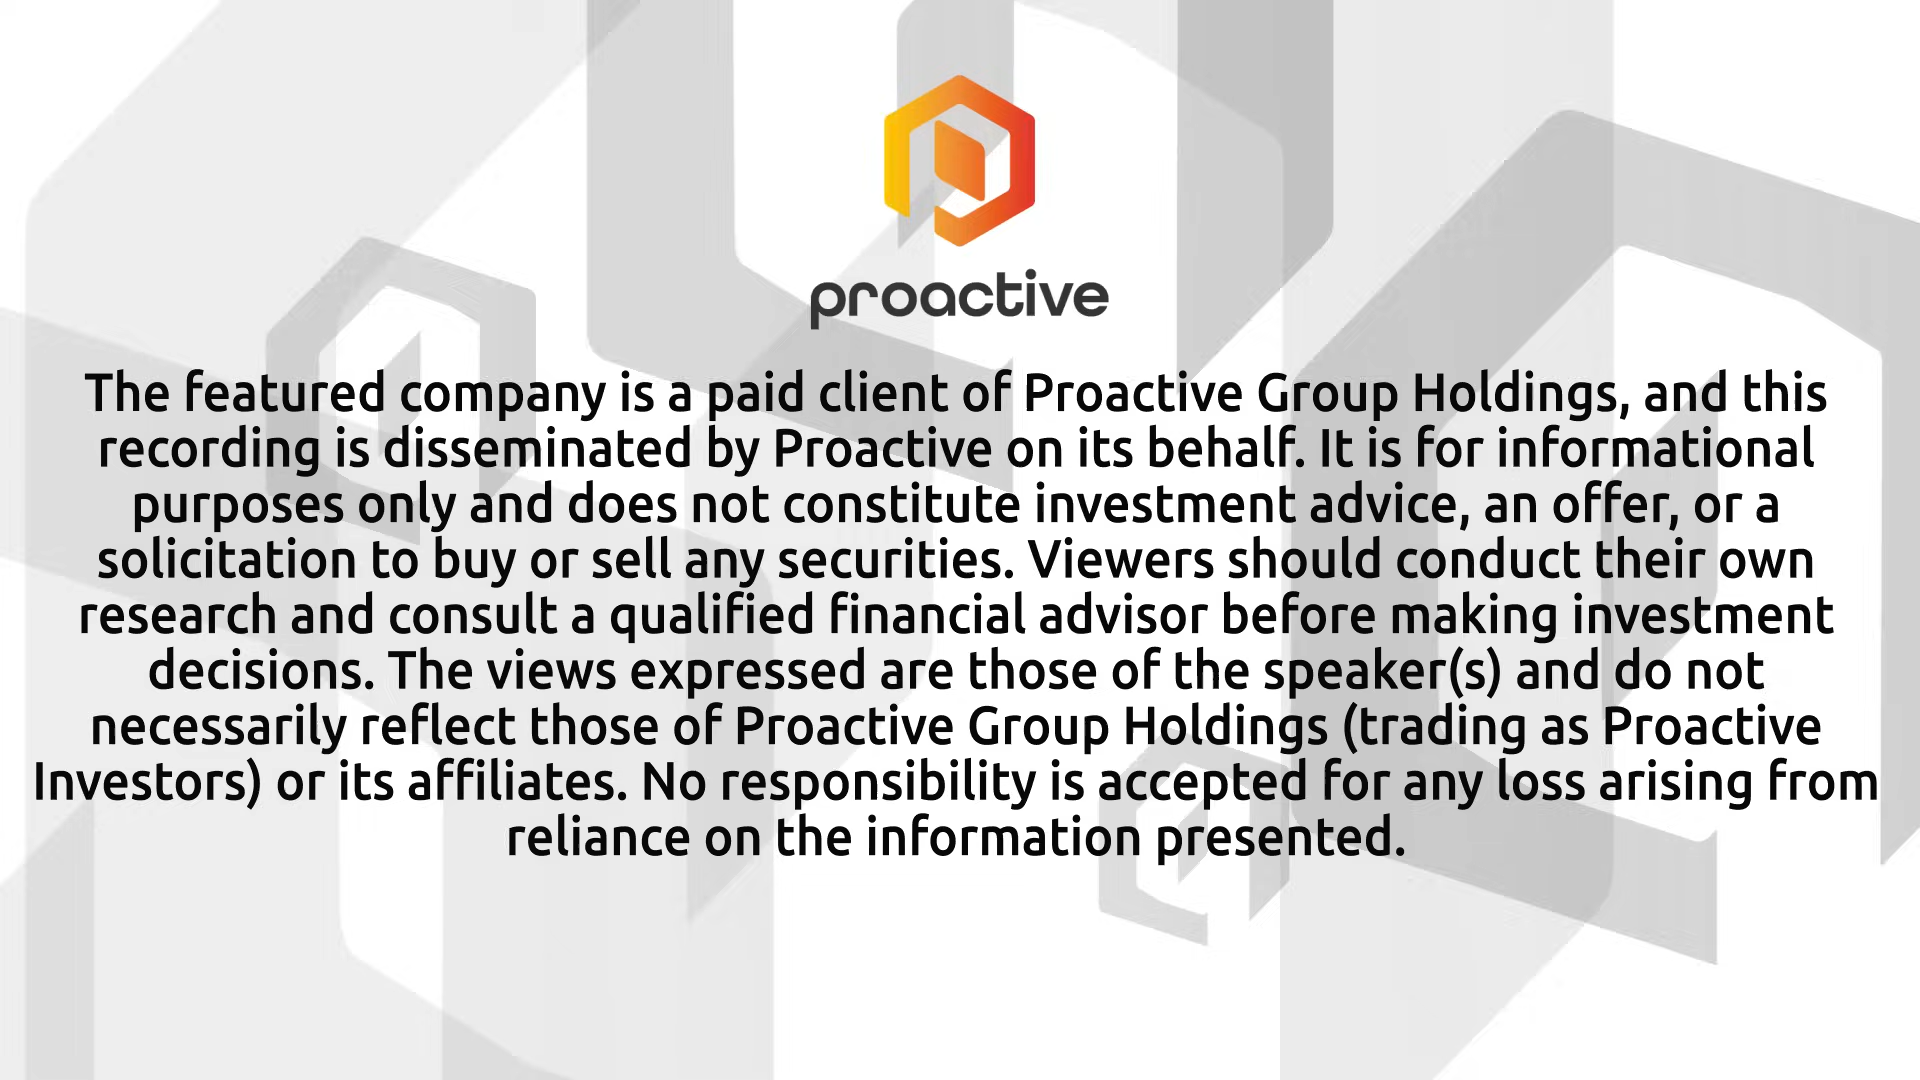 proactive
The featured company is a paid client of Proactive Group Holdings, and this
recording is disseminated by Proactive on its behalf. It is for informational
purposes only and does not constitute investment advice, an offer, or a
solicitation to buy or sell any securities. Viewers should conduct their own
research and consult a qualified financial advisor before making investment
decisions. The views expressed are those of the speaker(s) and do not
necessarily reflect those of Proactive Group Holdings (trading as Proactive
Investors) or its affiliates. No responsibility is accepted for any loss arising from
reliance on the information presented.